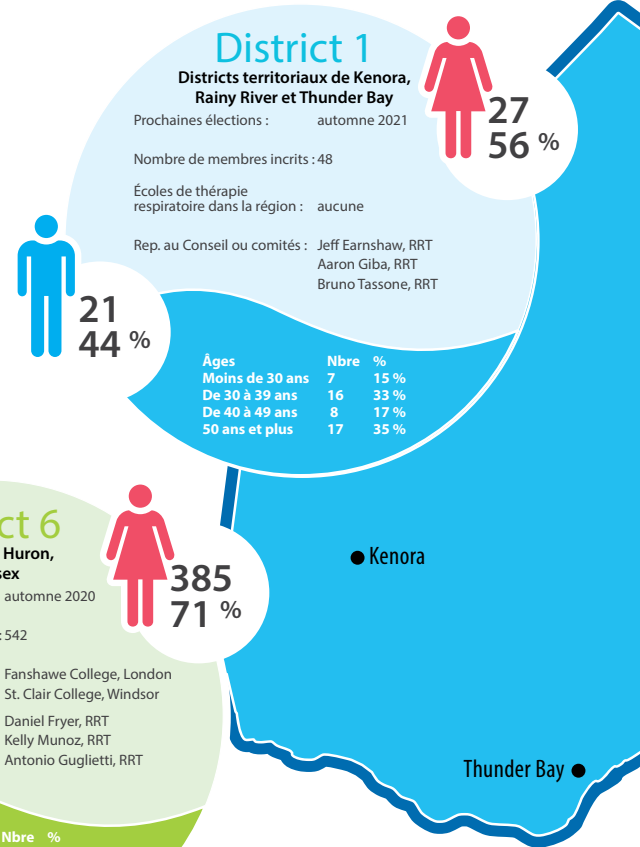 District 1
Districts territoriaux de Kenora,
Rainy River et Thunder Bay
Prochaines élections : automne 2021
Nombre de membres incrits : 48
Écoles de thérapie
respiratoire dans la région : aucune
Rep. au Conseil ou comités : Jeff Earnshaw, RRT
Aaron Giba, RRT
Bruno Tassone, RRT
27
56 %
21
44 %
Âges Nbre %
Moins de 30 ans 7 15 %
De 30 à 39 ans 16 33 %
De 40 à 49 ans 8 17 %
50 ans et plus 17 35 %
ct 6
Huron,
sex
automne 2020
: 542
Fanshawe College, London
St. Clair College, Windsor
Daniel Fryer, RRT
Kelly Munoz, RRT
Antonio Guglietti, RRT
385
71 %
Nbre %
Kenora
Thunder Bay